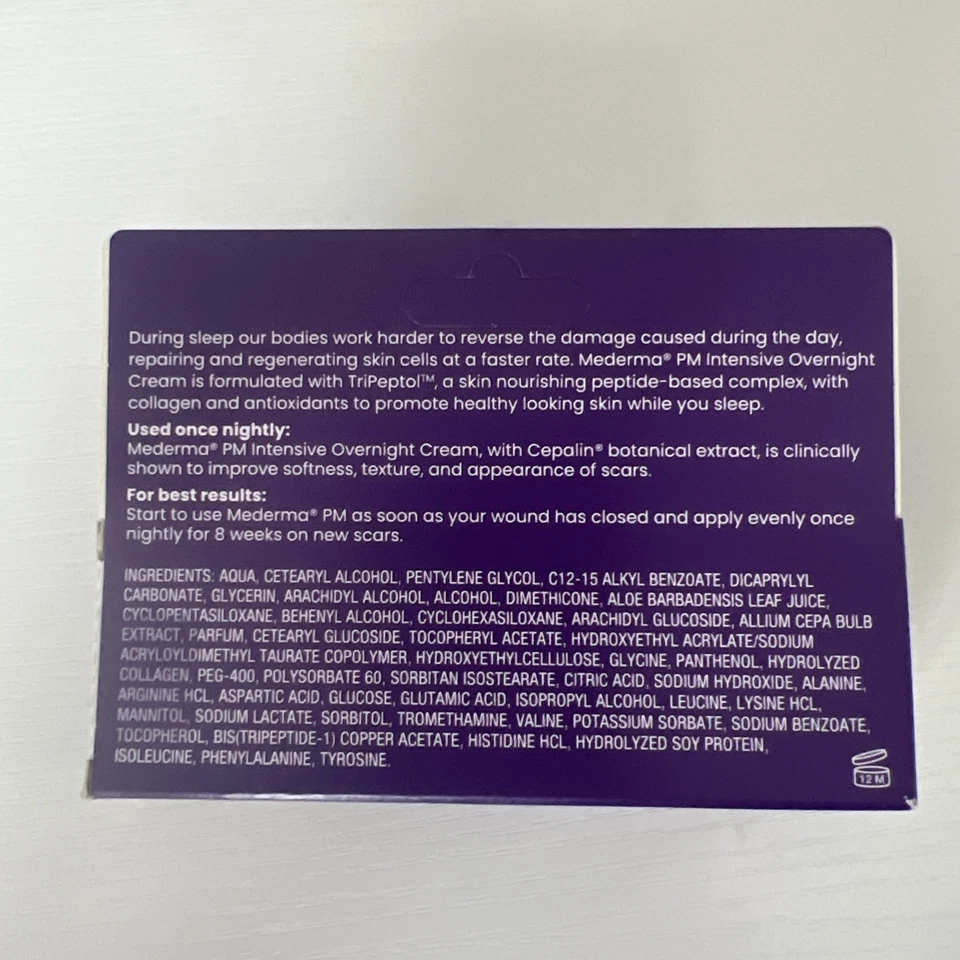 During sleep our bodies work harder to reverse the damage caused during the day,
repairing and regenerating skin cells at a faster rate. Mederma® PM Intensive Overnight
Cream is formulated with TriPeptol™, a skin nourishing peptide-based complex, with
collagen and antioxidants to promote healthy looking skin while you sleep.
Used once nightly:
Mederma® PM Intensive Overnight Cream, with Cepalin® botanical extract, is clinically
shown to improve softness, texture, and appearance of scars.
For best results:
Start to use Mederma® PM as soon as your wound has closed and apply evenly once
nightly for 8 weeks on new scars.
INGREDIENTS: AQUA, CETEARYL ALCOHOL, PENTYLENE GLYCOL, C12-15 ALKYL BENZOATE, DICAPRYLYL
CARBONATE, GLYCERIN, ARACHIDYL ALCOHOL, ALCOHOL, DIMETHICONE, ALOE BARBADENSIS LEAF JUICE,
CYCLOPENTASILOXANE, BEHENYL ALCOHOL, CYCLOHEXASILOXANE, ARACHIDYL GLUCOSIDE, ALLIUM CEPA BULB
EXTRACT, PARFUM, CETEARYL GLUCOSIDE, TOCOPHERYL ACETATE, HYDROXYETHYL ACRYLATE/SODIUM
ACRYLOYLDIMETHYL TAURATE COPOLYMER, HYDROXYETHYLCELLULOSE, GLYCINE, PANTHENOL, HYDROLYZED
COLLAGEN, PEG-400, POLYSORBATE 60, SORBITAN ISOSTEARATE, CITRIC ACID, SODIUM HYDROXIDE, ALANINE,
ARGININE HCL, ASPARTIC ACID, GLUCOSE, GLUTAMIC ACID, ISOPROPYL ALCOHOL, LEUCINE, LYSINE HCL,
MANNITOL, SODIUM LACTATE, SORBITOL, TROMETHAMINE, VALINE, POTASSIUM SORBATE, SODIUM BENZOATE,
TOCOPHEROL, BIS(TRIPEPTIDE-1) COPPER ACETATE, HISTIDINE HCL, HYDROLYZED SOY PROTEIN,
ISOLEUCINE, PHENYLALANINE, TYROSINE.
12 M